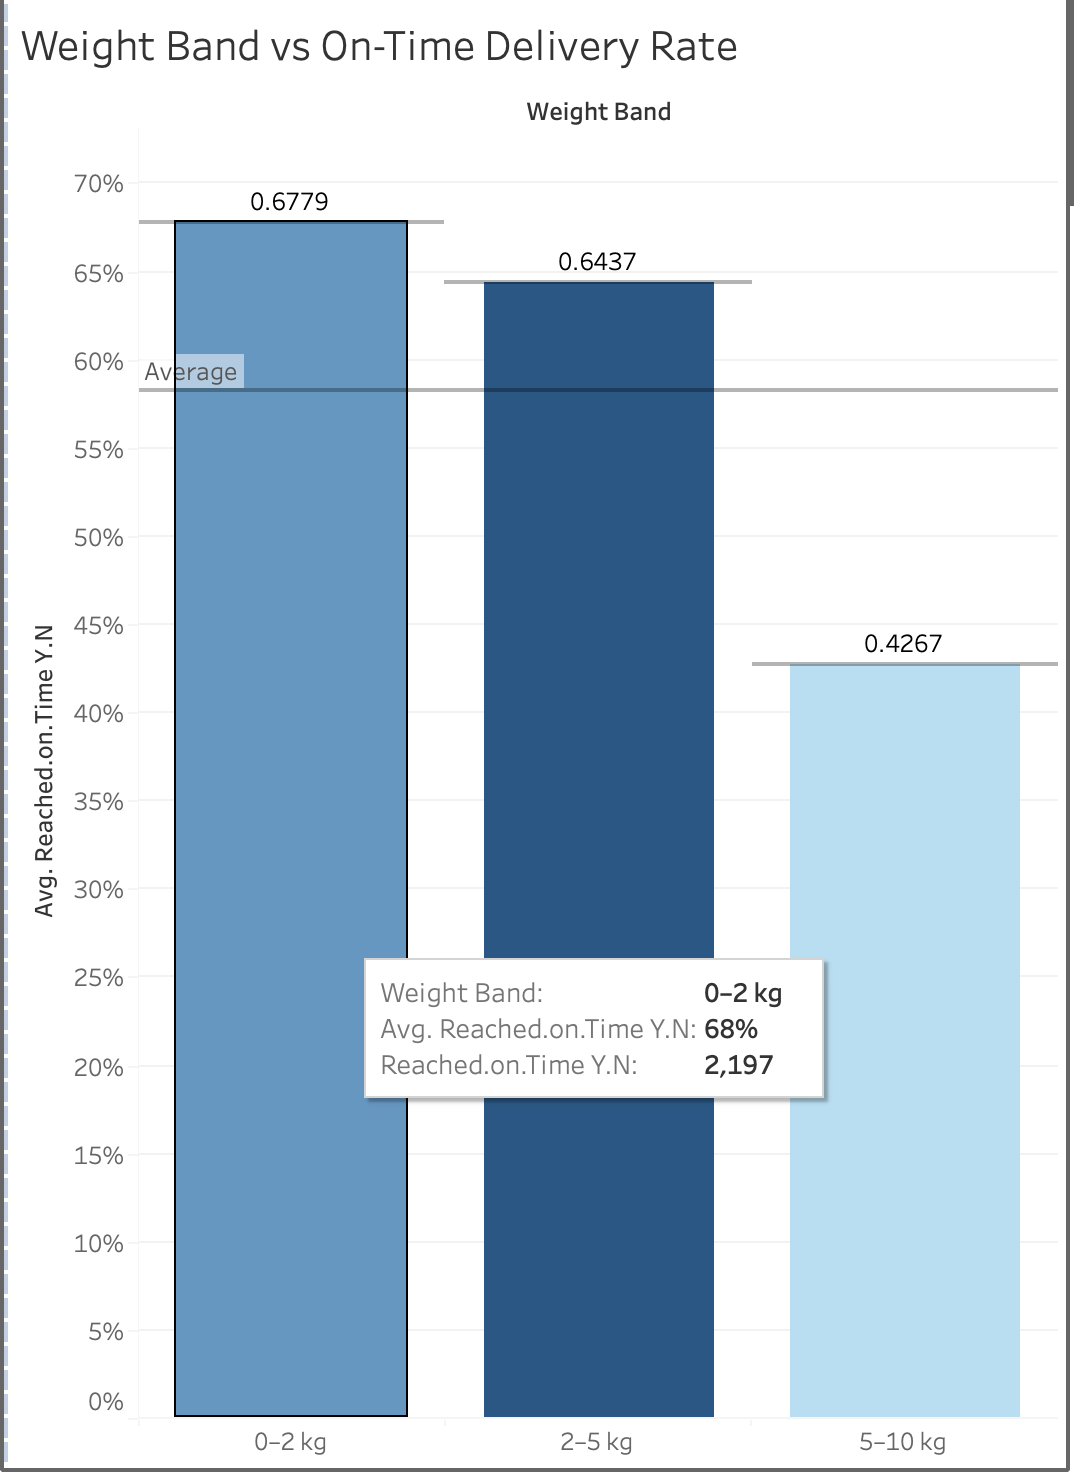 Weight Band vs On-Time Delivery Rate
Weight Band
70%
0.6779
65%
0.6437
60%
Average
55%
50%
45%
0.4267
40%
35%
30%
25%
20%
15%
10%
5%
0%
Avg. Reached.on.Time Y.N
Weight Band: 0–2 kg
Avg. Reached.on.Time Y.N: 68%
Reached.on.Time Y.N: 2,197
0–2 kg 2–5 kg 5–10 kg